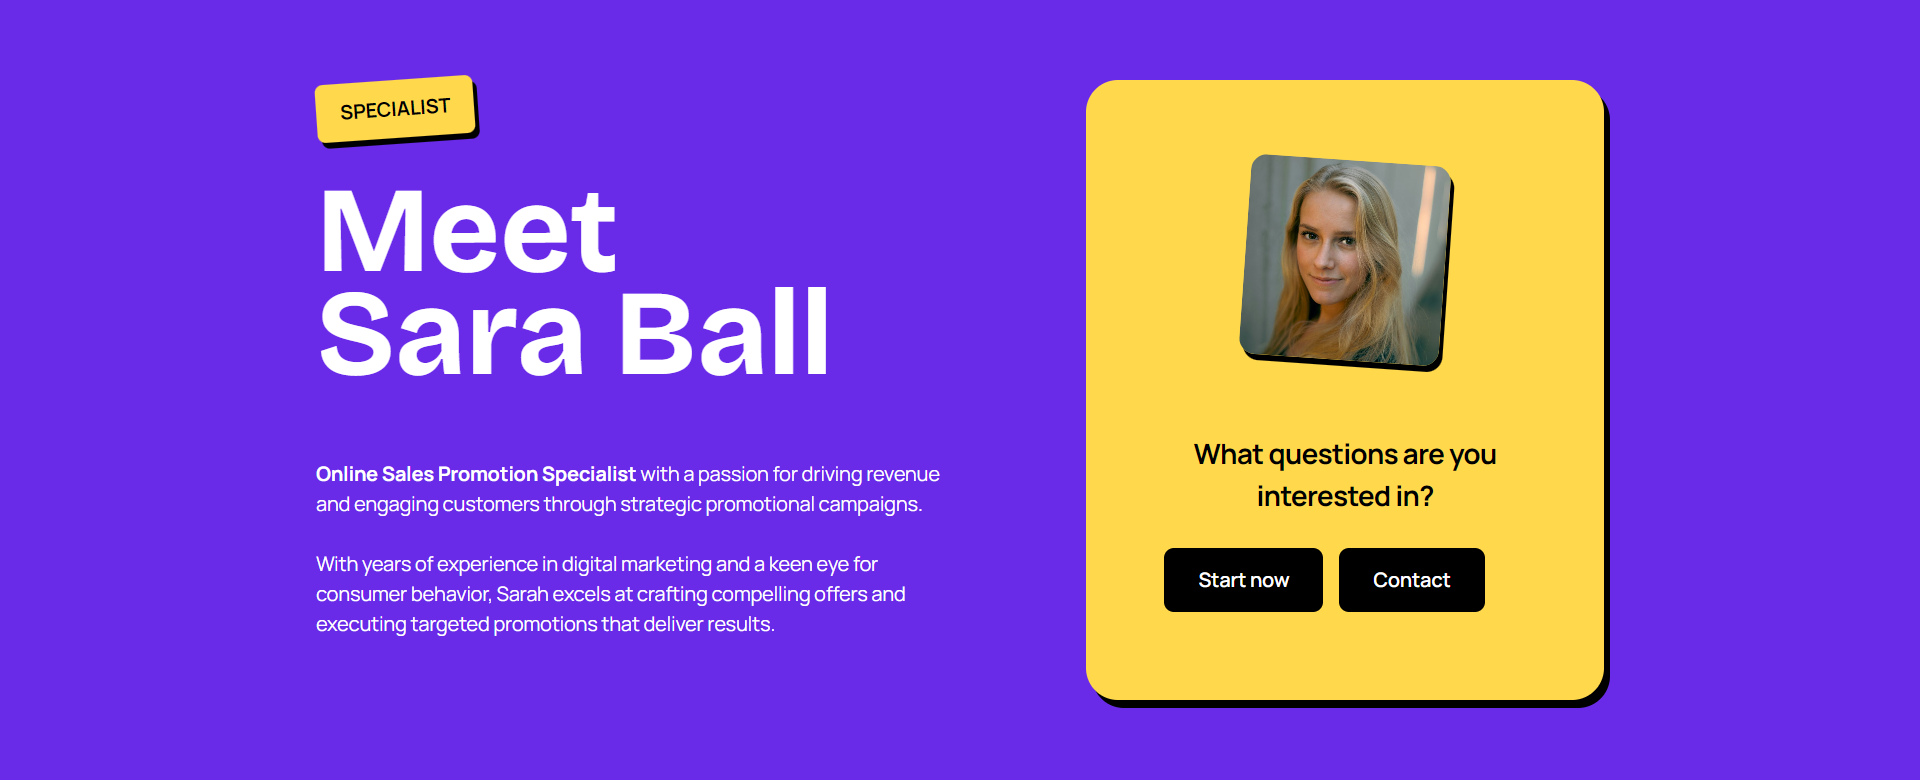 SPECIALIST
Meet
Sara Ball
Online Sales Promotion Specialist with a passion for driving revenue
and engaging customers through strategic promotional campaigns.
With years of experience in digital marketing and a keen eye for
consumer behavior, Sarah excels at crafting compelling offers and
executing targeted promotions that deliver results.
What questions are you
interested in?
Start now
Contact